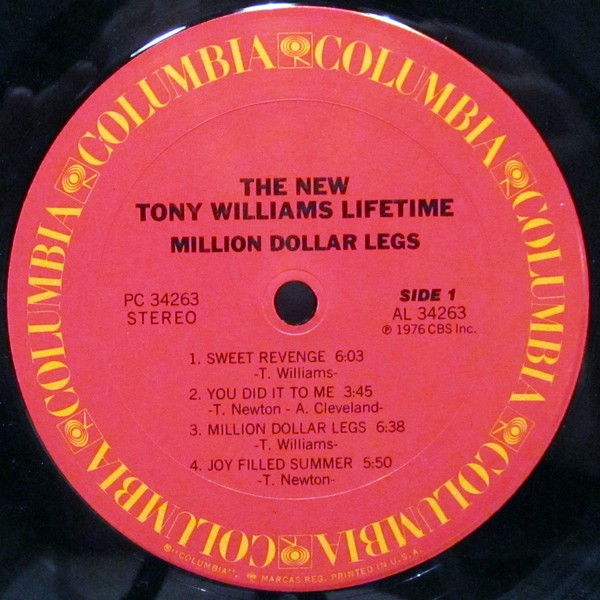 COLUMBIA COLUMBIA COLUMBIA COLUMBIA COLUMBIA COLUMBIA
THE NEW
TONY WILLIAMS LIFETIME
MILLION DOLLAR LEGS
PC 34263
STEREO
SIDE 1
AL 34263
℗ 1976 CBS Inc.
1. SWEET REVENGE 6:03
-T. Williams-
2. YOU DID IT TO ME 3:45
-T. Newton - A. Cleveland-
3. MILLION DOLLAR LEGS 6:38
-T. Williams-
4. JOY FILLED SUMMER 5:50
-T. Newton-
"COLUMBIA", MARCAS REG. PRINTED IN U.S.A.